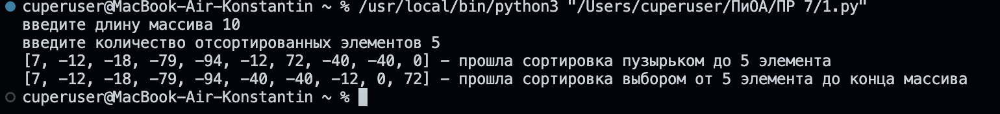 cuperuser@MacBook-Air-Konstantin ~ % /usr/local/bin/python3 "/Users/cuperuser/ПиОА/ПР 7/1.py"
введите длину массива 10
введите количество отсортированных элементов 5
[7, -12, -18, -79, -94, -12, 72, -40, -40, 0] - прошла сортировка пузырьком до 5 элемента
[7, -12, -18, -79, -94, -40, -40, -12, 0, 72] - прошла сортировка выбором от 5 элемента до конца массива
cuperuser@MacBook-Air-Konstantin ~ %